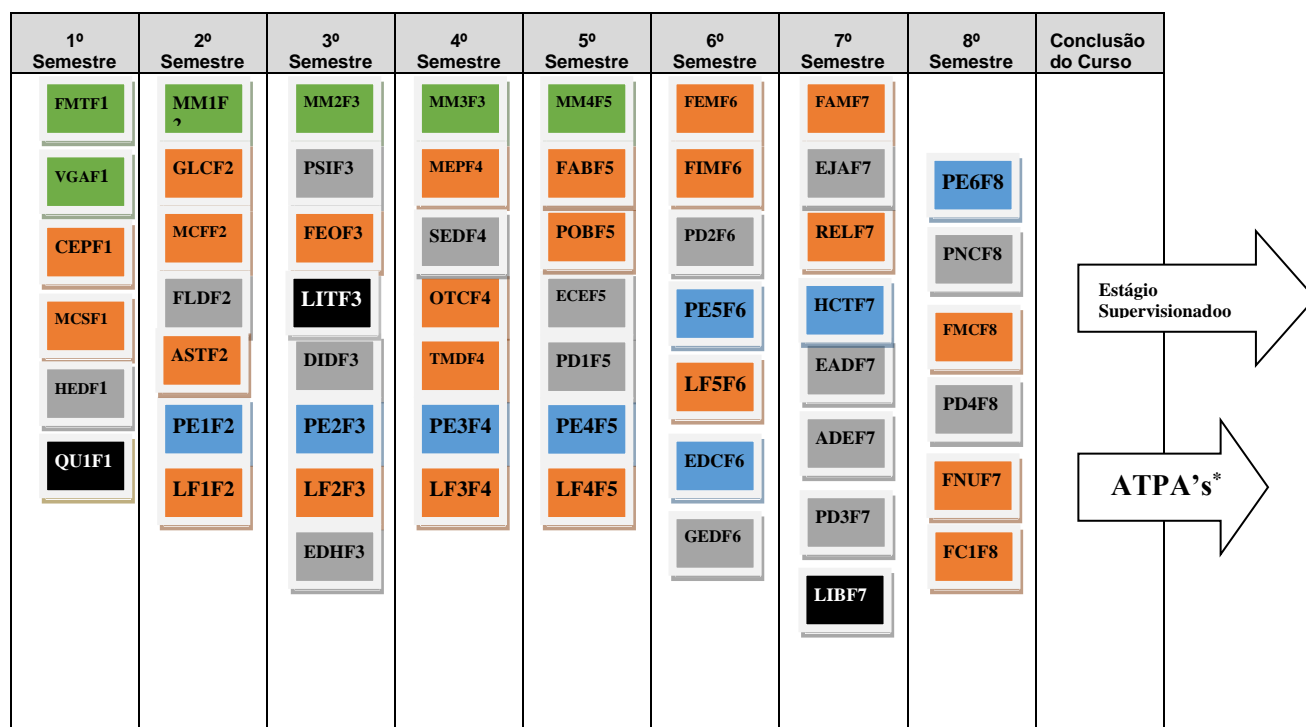 1º Semestre
2º Semestre
3º Semestre
4º Semestre
5º Semestre
6º Semestre
7º Semestre
8º Semestre
Conclusão do Curso
FMTF1
VGAF1
CEPF1
MCSF1
HEDF1
QU1F1
MM1F2
GLCF2
MCFF2
FLDF2
ASTF2
PE1F2
LF1F2
MM2F3
PSIF3
FEOF3
LITF3
DIDF3
PE2F3
LF2F3
EDHF3
MM3F3
MEPF4
SEDF4
OTCF4
TMDF4
PE3F4
LF3F4
MM4F5
FABF5
POBF5
ECEF5
PD1F5
PE4F5
LF4F5
FEMF6
FIMF6
PD2F6
PE5F6
LF5F6
EDCF6
GEDF6
FAMF7
EJAF7
RELF7
HCTF7
EADF7
ADEF7
PD3F7
LIBF7
PE6F8
PNCF8
FMCF8
PD4F8
FNUF7
FC1F8
Estágio
Supervisionadoo
ATPA's*